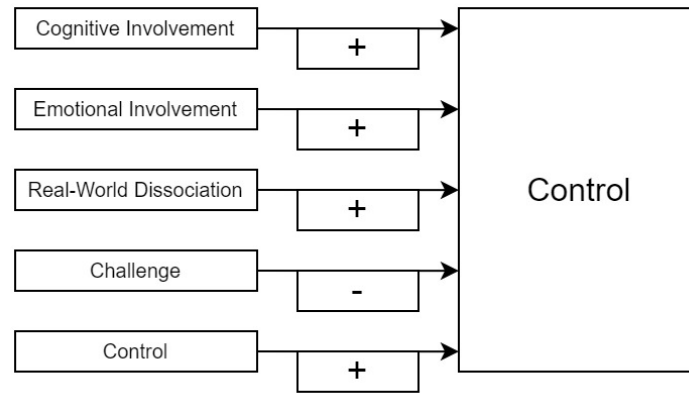 Cognitive Involvement
+
Emotional Involvement
+
Real-World Dissociation
+
Challenge
-
Control
+
Control